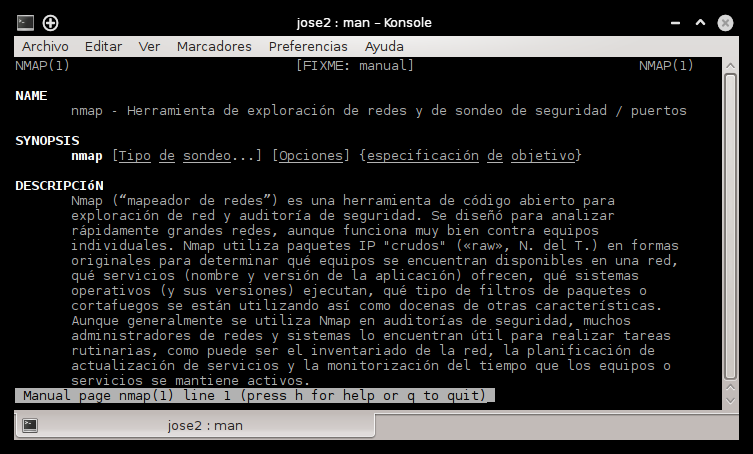 jose2 : man – Konsole
Archivo Editar Ver Marcadores Preferencias Ayuda
NMAP(1) [FIXME: manual] NMAP(1)
NAME
nmap - Herramienta de exploración de redes y de sondeo de seguridad / puertos
SYNOPSIS
nmap [Tipo de sondeo...] [Opciones] {especificación de objetivo}
DESCRIPCIóN
Nmap (“mapeador de redes”) es una herramienta de código abierto para
exploración de red y auditoría de seguridad. Se diseñó para analizar
rápidamente grandes redes, aunque funciona muy bien contra equipos
individuales. Nmap utiliza paquetes IP "crudos" («raw», N. del T.) en formas
originales para determinar qué equipos se encuentran disponibles en una red,
qué servicios (nombre y versión de la aplicación) ofrecen, qué sistemas
operativos (y sus versiones) ejecutan, qué tipo de filtros de paquetes o
cortafuegos se están utilizando así como docenas de otras características.
Aunque generalmente se utiliza Nmap en auditorías de seguridad, muchos
administradores de redes y sistemas lo encuentran útil para realizar tareas
rutinarias, como puede ser el inventariado de la red, la planificación de
actualización de servicios y la monitorización del tiempo que los equipos o
servicios se mantiene activos.
Manual page nmap(1) line 1 (press h for help or q to quit)
jose2 : man